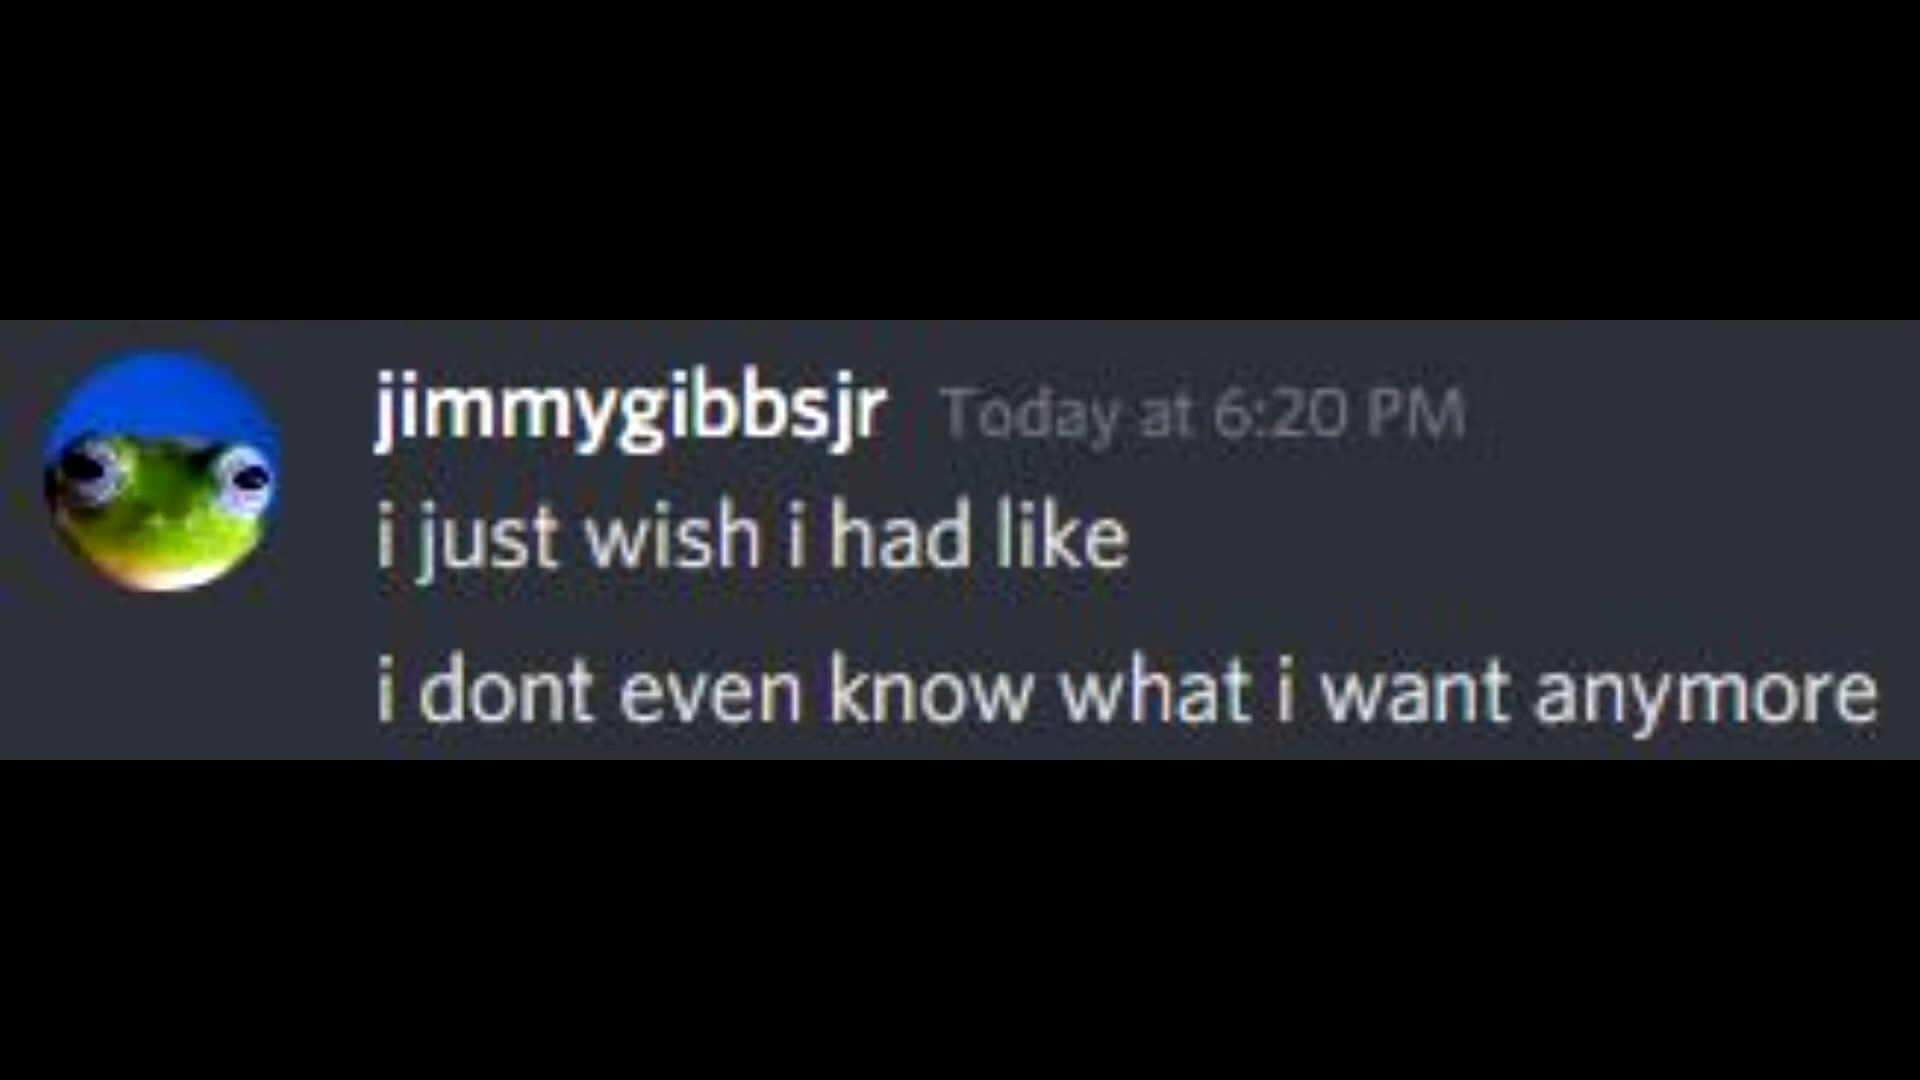 jimmygibbsjr Today at 6:20 PM
i just wish i had like
i dont even know what i want anymore